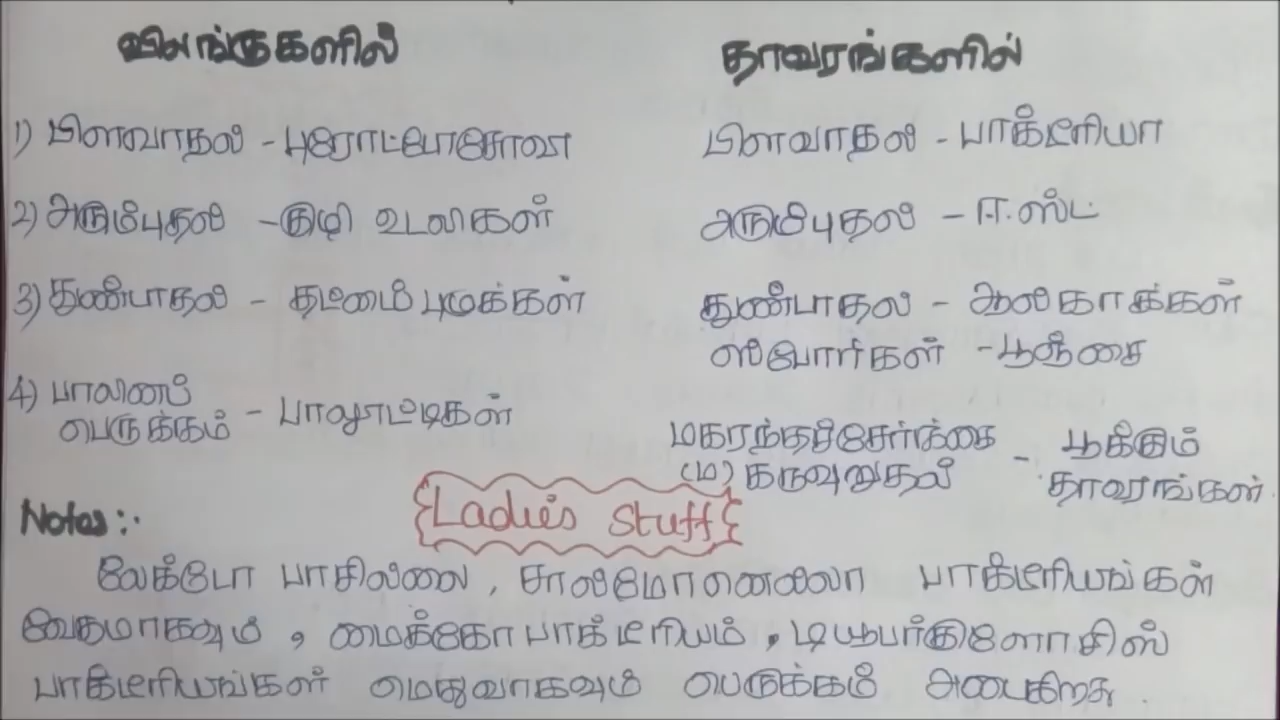 விலங்குகளில் தாவரங்களில்
1) பிளவாதல் - புரோட்டோசோவா பிளவாதல் - பாக்டீரியா
2) அரும்புதல் - குழி உடலிகள் அரும்புதல் - ஈ.ஸ்ட்
3) துண்டாதல் - தட்டைப் புழுக்கள் துண்டாதல் - ஆல்காக்கள்
ஸ்போர்கள் - பூஞ்சை
4) பாலினப்
பெருக்கம் - பாலூட்டிகள்
மகரந்தச்சேர்க்கை - பூக்கும்
(ம) கருவுறுதல் தாவரங்கள்.
Ladies Stuff
Notes :-
லேக்டோ பாசில்லை, சால்மோனெல்லா பாக்டீரியங்கள்
வேகமாகவும், மைக்கோ பாக்டீரியம், டியூபர்குளோசிஸ்
பாக்டீரியங்கள் மெதுவாகவும் பெருக்கம் அடைகிறது.